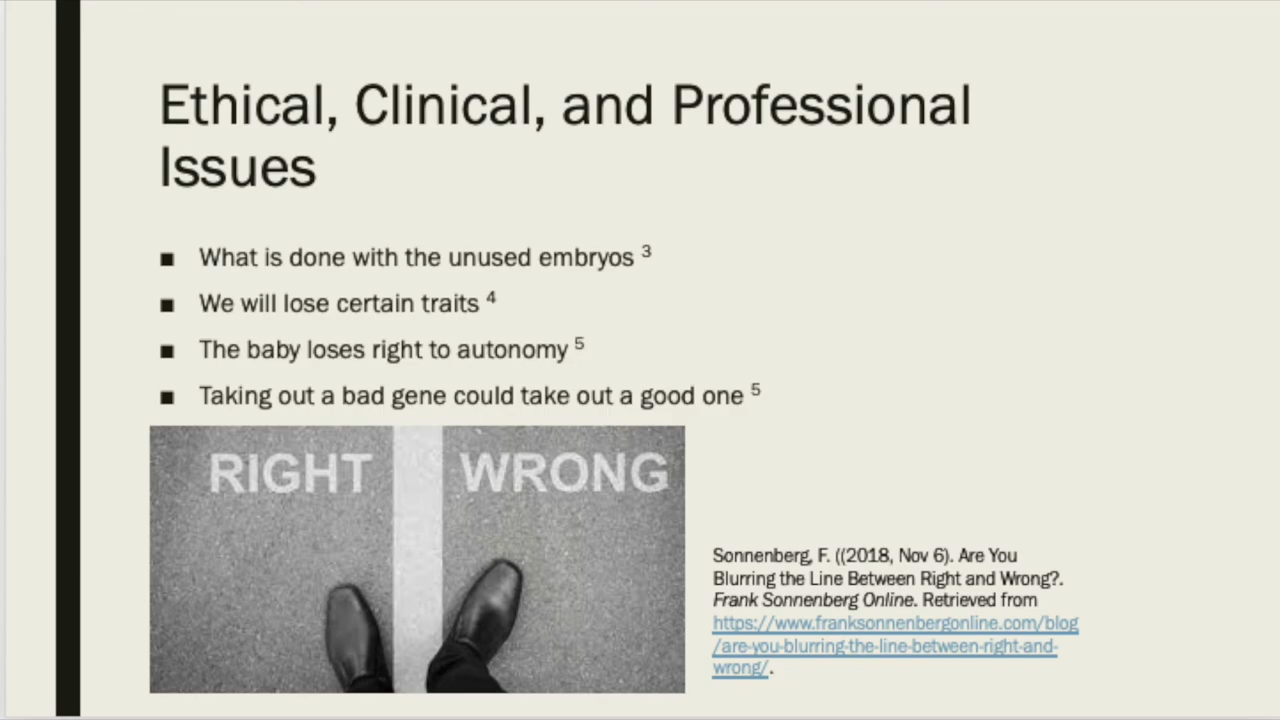 Ethical, Clinical, and Professional
Issues
■ What is done with the unused embryos ³
■ We will lose certain traits ⁴
■ The baby loses right to autonomy ⁵
■ Taking out a bad gene could take out a good one ⁵
RIGHT WRONG
Sonnenberg, F. ((2018, Nov 6). Are You
Blurring the Line Between Right and Wrong?.
Frank Sonnenberg Online. Retrieved from
https://www.franksonnenbergonline.com/blog
/are-you-blurring-the-line-between-right-and-
wrong/.